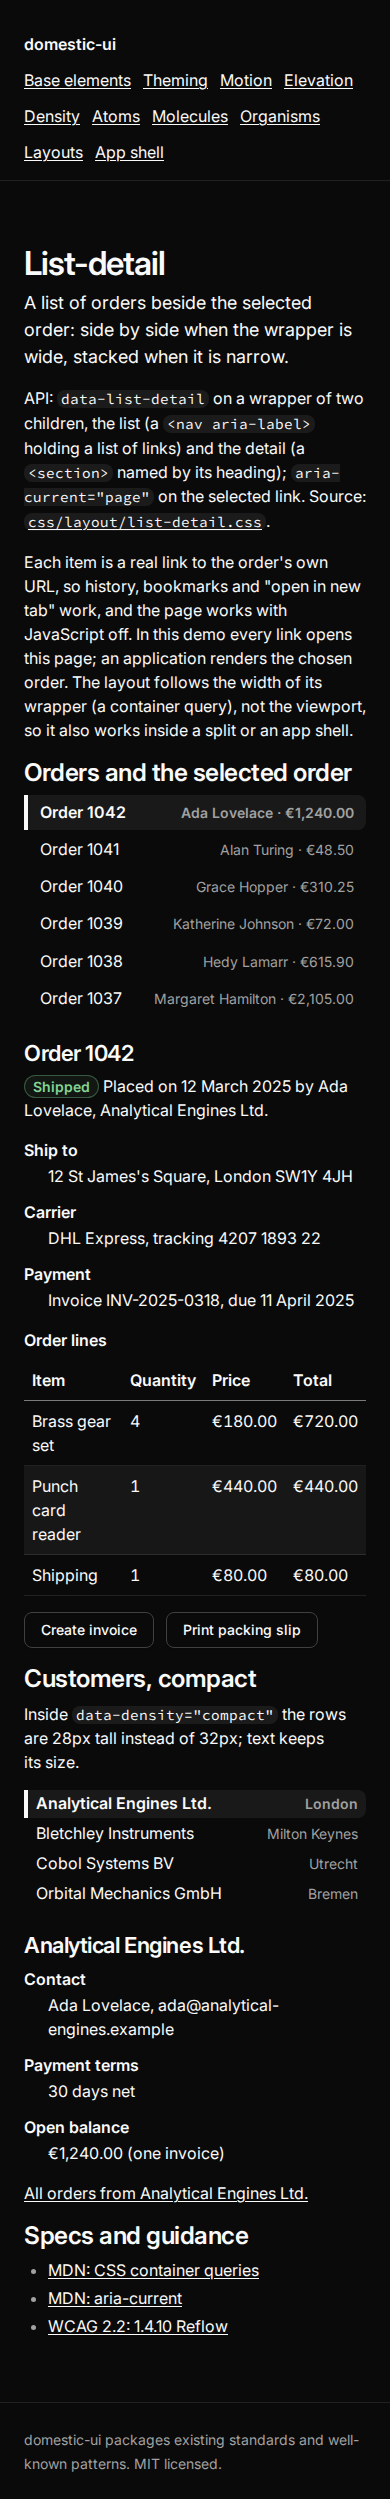 domestic-ui
Base elements Theming Motion Elevation
Density Atoms Molecules Organisms
Layouts App shell
List-detail
A list of orders beside the selected
order: side by side when the wrapper is
wide, stacked when it is narrow.
API: data-list-detail on a wrapper of two
children, the list (a <nav aria-label>
holding a list of links) and the detail (a
<section> named by its heading); aria-
current="page" on the selected link. Source:
css/layout/list-detail.css.
Each item is a real link to the order's own
URL, so history, bookmarks and "open in new
tab" work, and the page works with
JavaScript off. In this demo every link opens
this page; an application renders the chosen
order. The layout follows the width of its
wrapper (a container query), not the viewport,
so it also works inside a split or an app shell.
Orders and the selected order
Order 1042 Ada Lovelace · €1,240.00
Order 1041 Alan Turing · €48.50
Order 1040 Grace Hopper · €310.25
Order 1039 Katherine Johnson · €72.00
Order 1038 Hedy Lamarr · €615.90
Order 1037 Margaret Hamilton · €2,105.00
Order 1042
Shipped Placed on 12 March 2025 by Ada
Lovelace, Analytical Engines Ltd.
Ship to
12 St James's Square, London SW1Y 4JH
Carrier
DHL Express, tracking 4207 1893 22
Payment
Invoice INV-2025-0318, due 11 April 2025
Order lines
Item Quantity Price Total
Brass gear 4 €180.00 €720.00
set
Punch 1 €440.00 €440.00
card
reader
Shipping 1 €80.00 €80.00
Create invoice Print packing slip
Customers, compact
Inside data-density="compact" the rows
are 28px tall instead of 32px; text keeps
its size.
Analytical Engines Ltd. London
Bletchley Instruments Milton Keynes
Cobol Systems BV Utrecht
Orbital Mechanics GmbH Bremen
Analytical Engines Ltd.
Contact
Ada Lovelace, ada@analytical-
engines.example
Payment terms
30 days net
Open balance
€1,240.00 (one invoice)
All orders from Analytical Engines Ltd.
Specs and guidance
• MDN: CSS container queries
• MDN: aria-current
• WCAG 2.2: 1.4.10 Reflow
domestic-ui packages existing standards and well-
known patterns. MIT licensed.